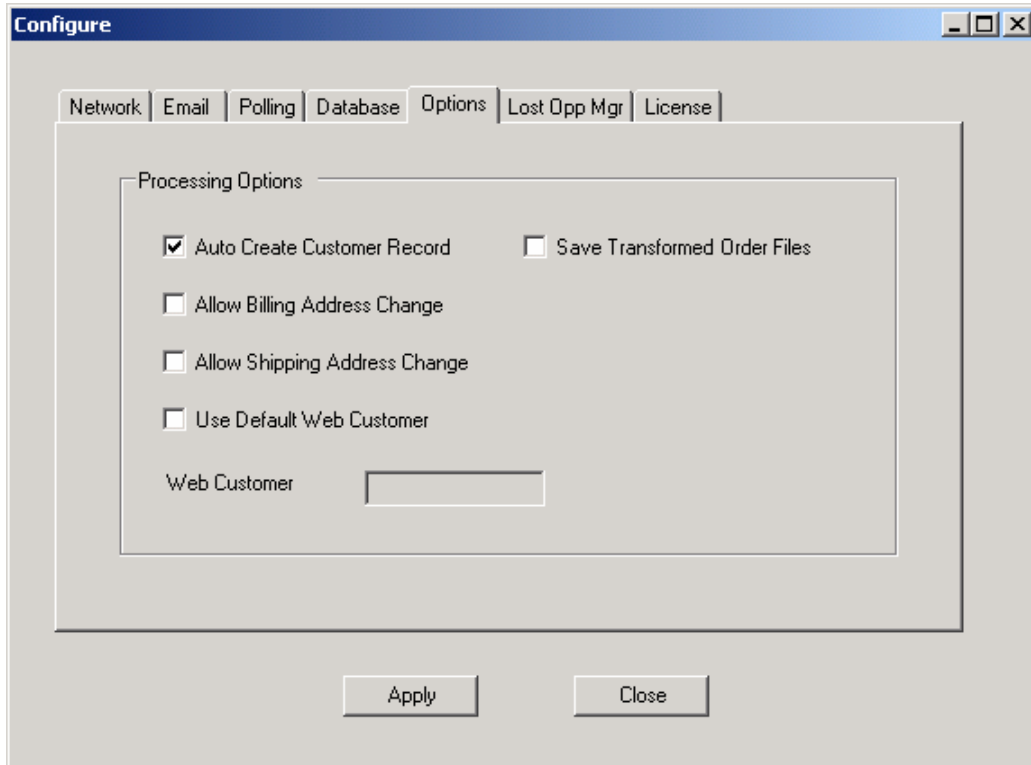 Configure
Network Email Polling Database Options Lost Opp Mgr License
Processing Options
Auto Create Customer Record Save Transformed Order Files
Allow Billing Address Change
Allow Shipping Address Change
Use Default Web Customer
Web Customer
Apply Close